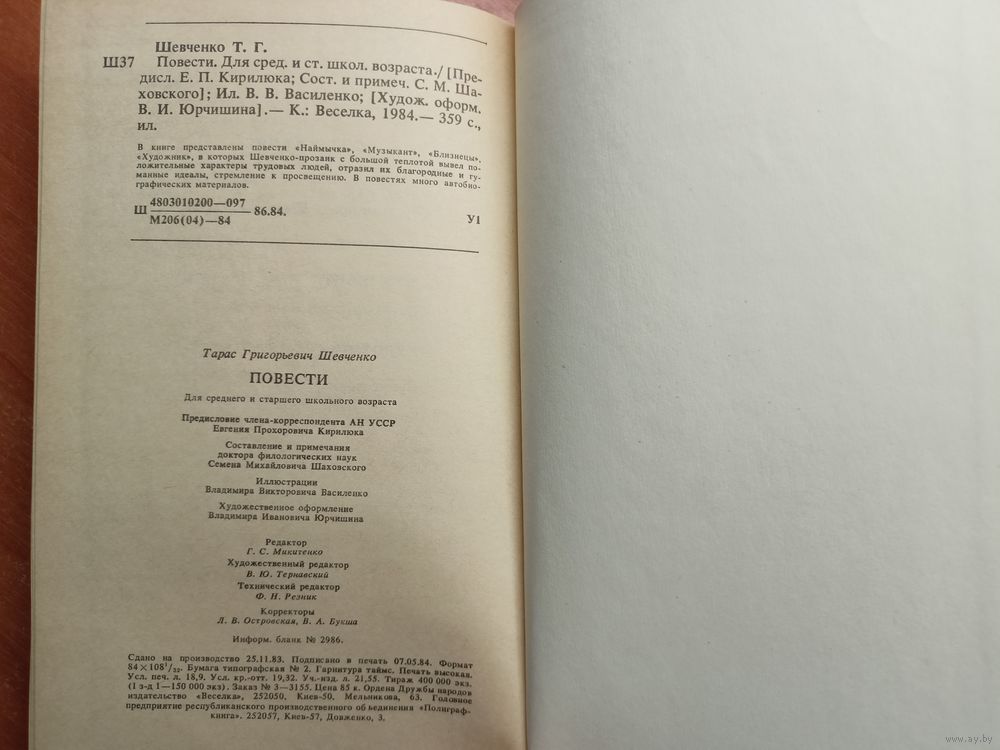 Шевченко Т. Г.
Ш37 Повести. Для сред. и ст. школ. возраста./ [Пре-
дисл. Е. П. Кирилюка; Сост. и примеч. С. М. Ша-
ховского]; Ил. В. В. Василенко; [Худож. оформ.
В. И. Юрчишина].— К.: Веселка, 1984.— 359 с.,
ил.
В книге представлены повести «Наймычка», «Музыкант», «Близнецы»,
«Художник», в которых Шевченко-прозаик с большой теплотой вывел по-
ложительные характеры трудовых людей, отразил их благородные и гу-
манные идеалы, стремление к просвещению. В повестях много автобио-
графических материалов.
4803010200—097
Ш 86.84.
М206(04)—84
У1
Тарас Григорьевич Шевченко
ПОВЕСТИ
Для среднего и старшего школьного возраста
Предисловие члена-корреспондента АН УССР
Евгения Прохоровича Кирилюка
Составление и примечания
доктора филологических наук
Семена Михайловича Шаховского
Иллюстрации
Владимира Викторовича Василенко
Художественное оформление
Владимира Ивановича Юрчишина
Редактор
Г. С. Микитенко
Художественный редактор
В. Ю. Тернавский
Технический редактор
Ф. Н. Резник
Корректоры
Л. В. Островская, В. А. Букша
Информ. бланк № 2986.
Сдано на производство 25.11.83. Подписано в печать 07.05.84. Формат
84×108¹/₃₂. Бумага типографская № 2. Гарнитура таймс. Печать высокая.
Усл. печ. л. 18,9. Усл. кр.-отт. 19,32. Уч.-изд. л. 21,55. Тираж 400 000 экз.
(1 з-д 1—150 000 экз). Заказ № 3—3155. Цена 85 к. Ордена Дружбы народов
издательство «Веселка», 252050, Киев-50. Мельникова, 63. Головное
предприятие республиканского производственного объединения «Полиграф-
книга». 252057, Киев-57, Довженко, 3.
www.ay.by